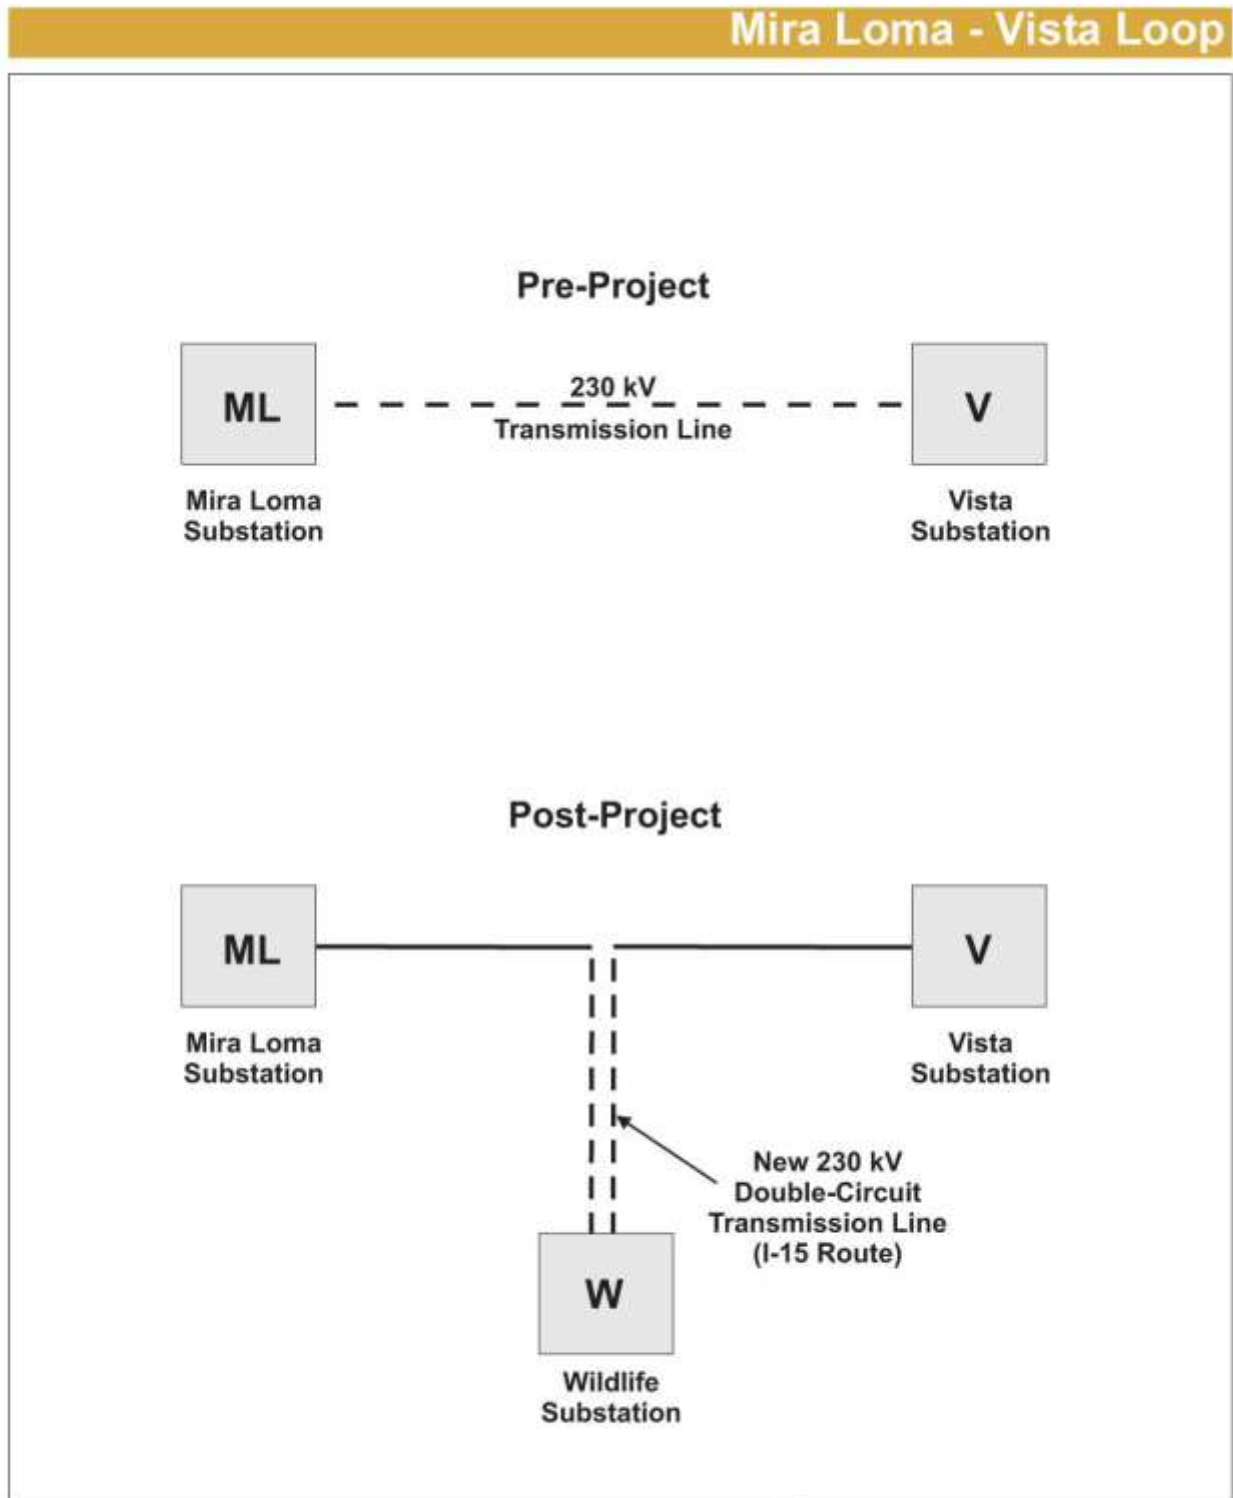 Mira Loma - Vista Loop
Pre-Project
ML
230 kV
Transmission Line
V
Mira Loma
Substation
Vista
Substation
Post-Project
ML
V
Mira Loma
Substation
Vista
Substation
New 230 kV
Double-Circuit
Transmission Line
(I-15 Route)
W
Wildlife
Substation